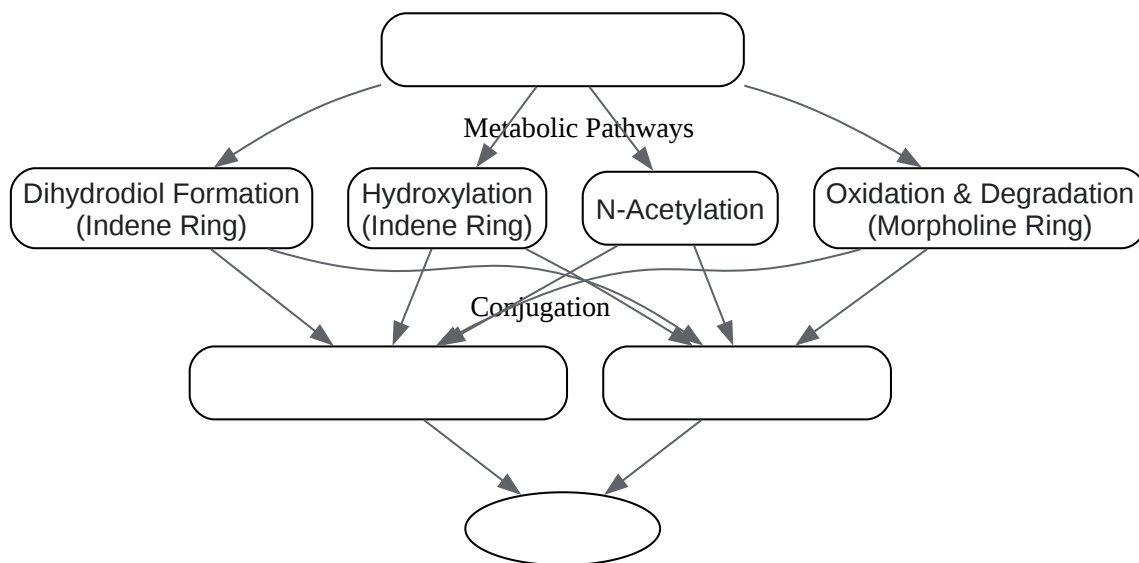 Metabolic Pathways
Dihydrodiol Formation
(Indene Ring)
Hydroxylation
(Indene Ring)
N-Acetylation
Oxidation & Degradation
(Morpholine Ring)
Conjugation